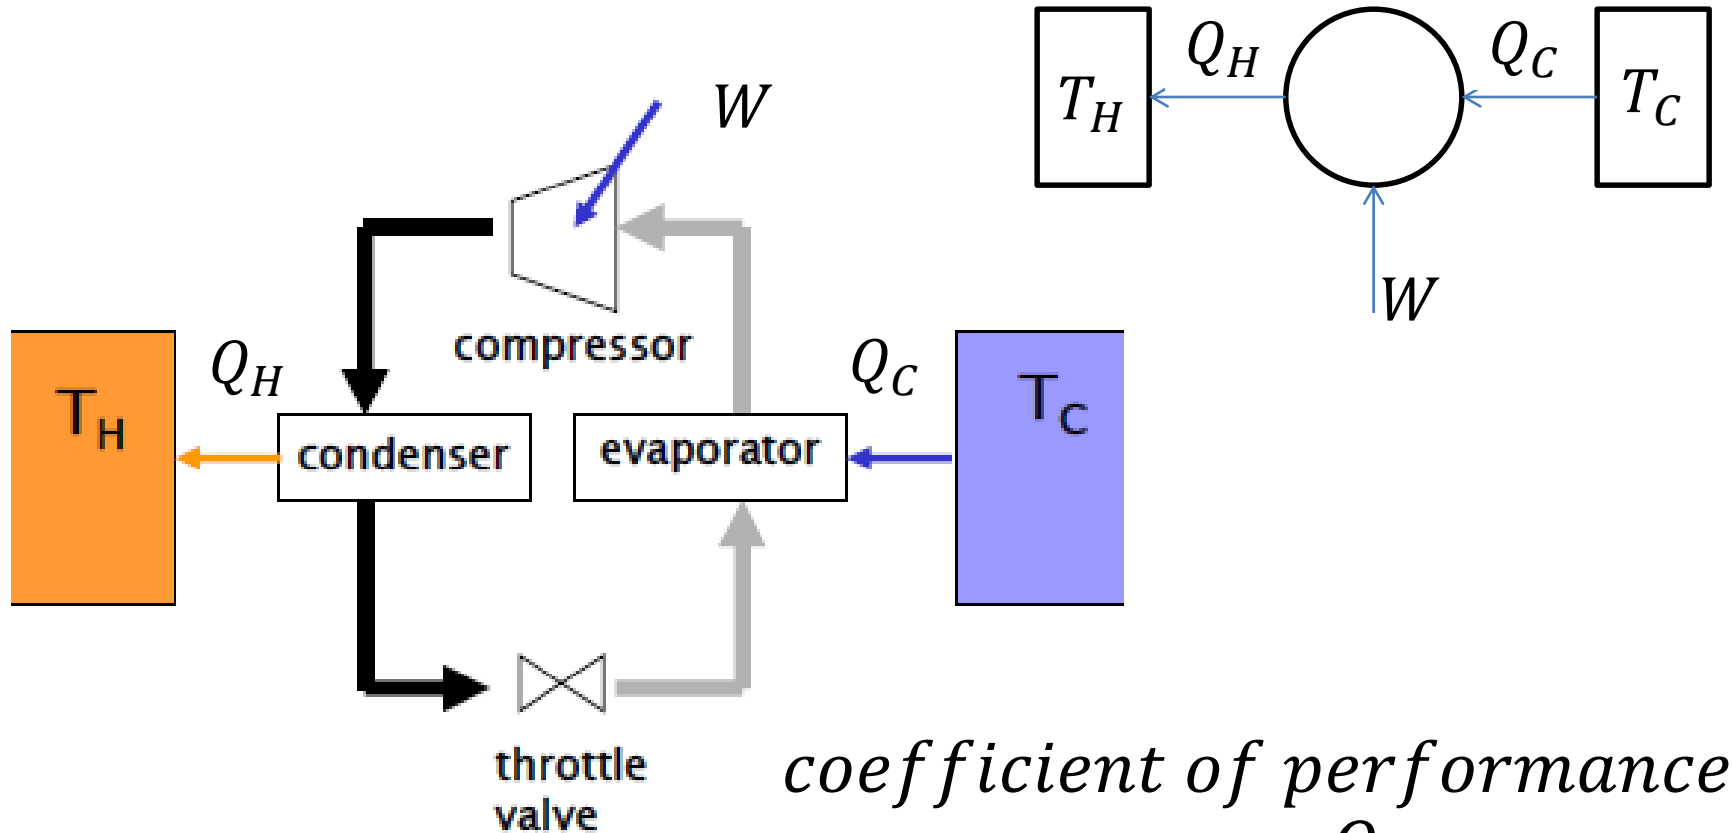 Q_H
Q_C
T_H
T_C
W
W
compressor
Q_H
Q_C
T_H
T_C
condenser
evaporator
throttle
valve
coefficient of performance